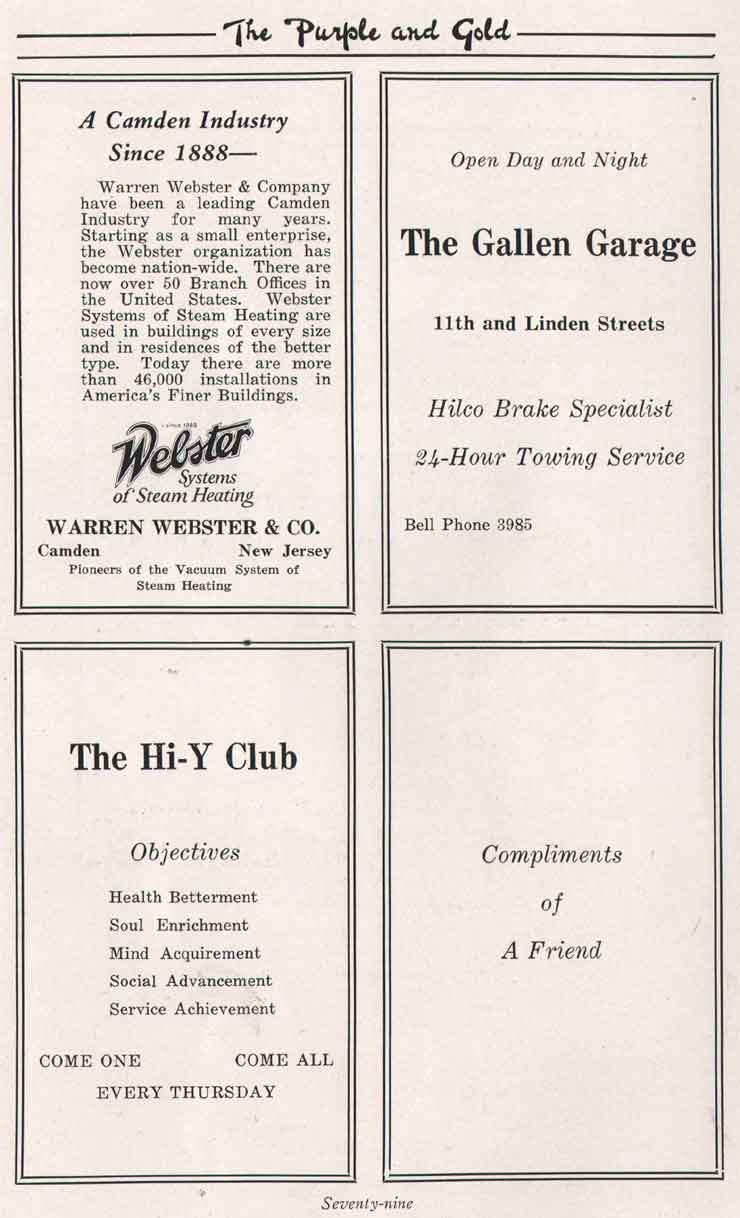 The Purple and Gold
A Camden Industry
Since 1888—
Warren Webster & Company
have been a leading Camden
Industry for many years.
Starting as a small enterprise,
the Webster organization has
become nation-wide. There are
now over 50 Branch Offices in
the United States. Webster
Systems of Steam Heating are
used in buildings of every size
and in residences of the better
type. Today there are more
than 46,000 installations in
America's Finer Buildings.
Webster
Systems
of Steam Heating
WARREN WEBSTER & CO.
Camden New Jersey
Pioneers of the Vacuum System of
Steam Heating
Open Day and Night
The Gallen Garage
11th and Linden Streets
Hilco Brake Specialist
24-Hour Towing Service
Bell Phone 3985
The Hi-Y Club
Objectives
Health Betterment
Soul Enrichment
Mind Acquirement
Social Advancement
Service Achievement
COME ONE COME ALL
EVERY THURSDAY
Compliments
of
A Friend
Seventy-nine